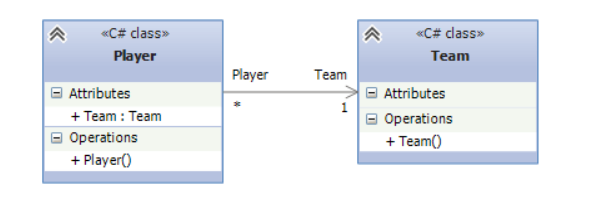 «C# class»
Player
Attributes
+ Team : Team
Operations
+ Player()
Player
*
Team
1
«C# class»
Team
Attributes
Operations
+ Team()